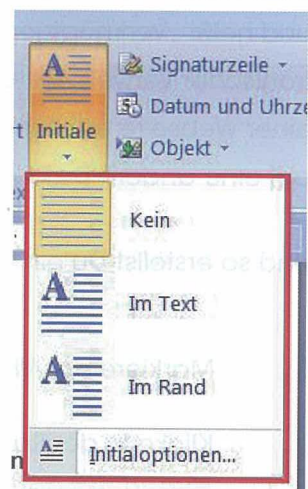 Signaturzeile
Datum und Uhrze
Initiale
Objekt
Kein
Im Text
Im Rand
Initialoptionen...